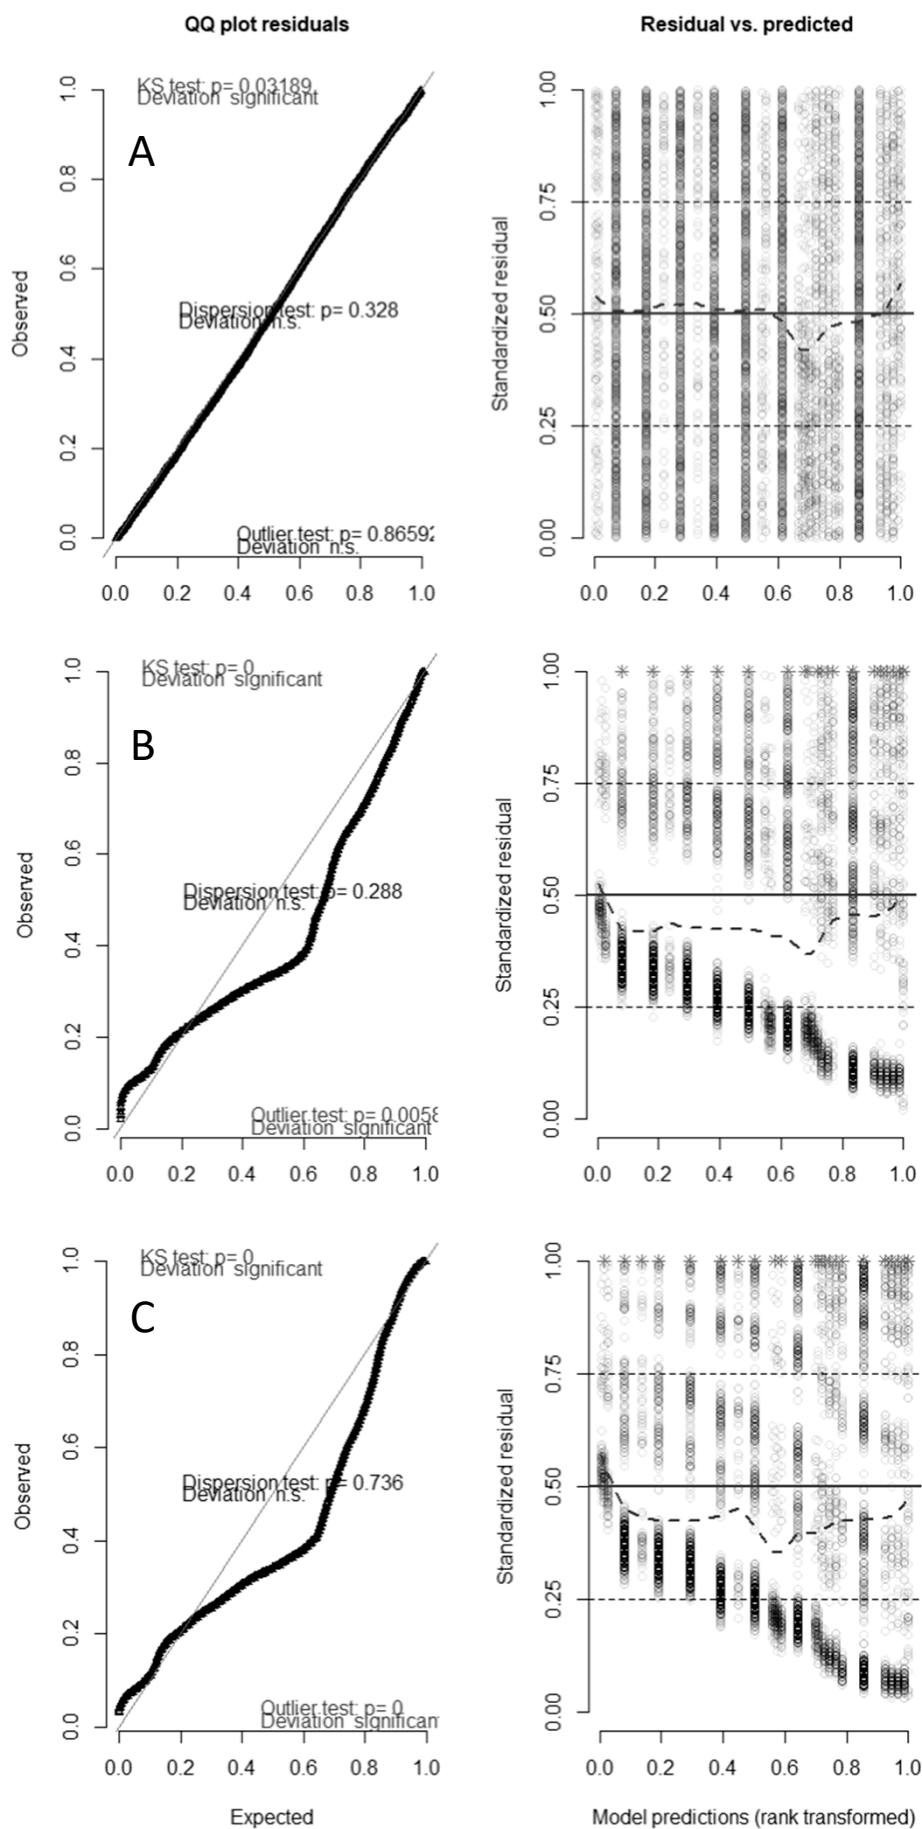 QQ plot residuals
Residual vs. predicted
KS test: p= 0.03189
Deviation significant
A
Dispersion test: p= 0.328
Deviation n.s.
Outlier test: p= 0.86592
Deviation n.s.
Observed
0.0 0.2 0.4 0.6 0.8 1.0
0.0 0.2 0.4 0.6 0.8 1.0
Standardized residual
0.00 0.25 0.50 0.75 1.00
0.0 0.2 0.4 0.6 0.8 1.0
KS test: p= 0
Deviation significant
B
Dispersion test: p= 0.288
Deviation n.s.
Outlier test: p= 0.0058
Deviation significant
Observed
0.0 0.2 0.4 0.6 0.8 1.0
0.0 0.2 0.4 0.6 0.8 1.0
Standardized residual
0.00 0.25 0.50 0.75 1.00
0.0 0.2 0.4 0.6 0.8 1.0
KS test: p= 0
Deviation significant
C
Dispersion test: p= 0.736
Deviation n.s.
Outlier test: p= 0
Deviation significan
Observed
0.0 0.2 0.4 0.6 0.8 1.0
0.0 0.2 0.4 0.6 0.8 1.0
Expected
Standardized residual
0.00 0.25 0.50 0.75 1.00
0.0 0.2 0.4 0.6 0.8 1.0
Model predictions (rank transformed)